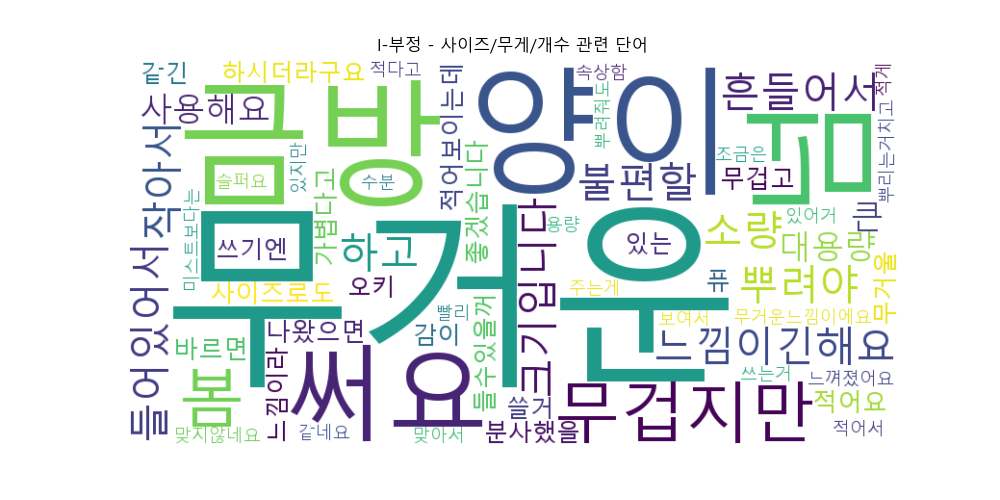 I-부정 - 사이즈/무게/개수 관련 단어
같긴
하시더라구요
적다고
속상함
적게
사용해요
금방
양이
흔들어서
뿌려줘도
적어보이는데
됨
작아서
있지만
슬퍼요
수분
조금은
불편할
무겁고
뿌리는거치고
가볍다고
좋겠습니다
용량
있어거
큰
미스트보다는
쓰기엔
하고
무거운
있는
소량
대용량
들어있어서
사이즈로도
오키
크기입니다
주는게
퓨
뿌려야
마거울
나왔으면
빨리
감이
보여서
무거운느낌이에요
바르면
느낌이라
들수있을꺼
느낌이긴해요
봄
써요
쓸거
무겁지만
쓰는거
느껴졌어요
적어요
맞지않네요
같네요
맞아서
분사했을
적어서